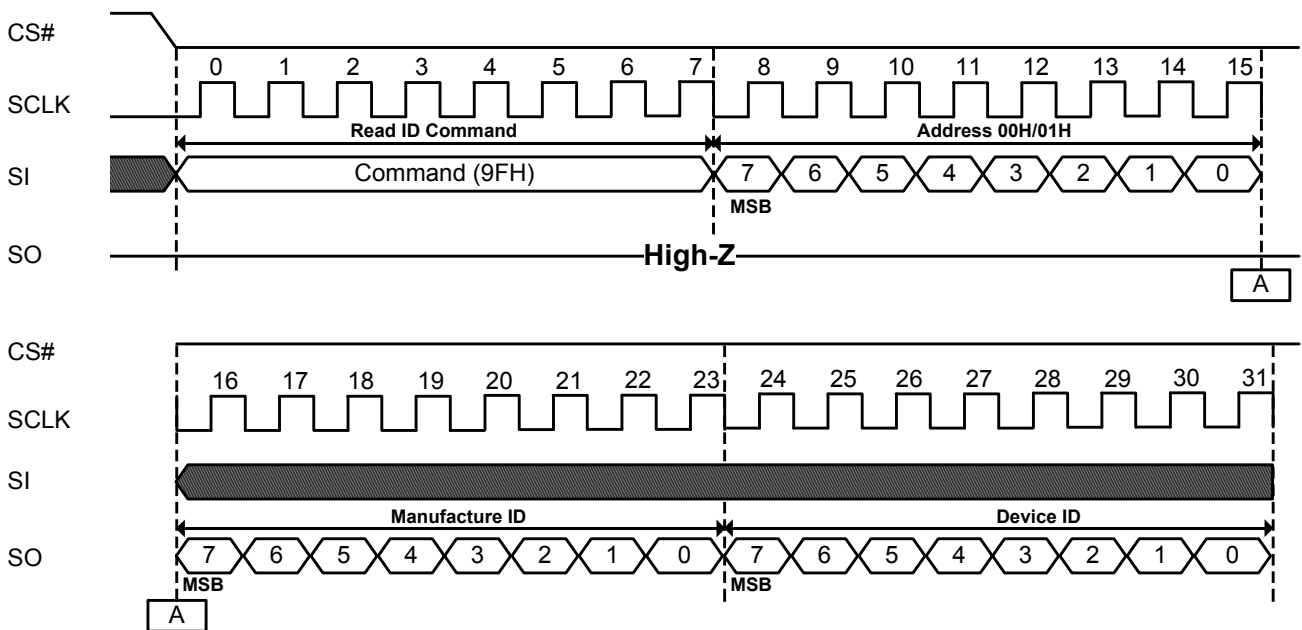 CS#
0 1 2 3 4 5 6 7 8 9 10 11 12 13 14 15
SCLK
Read ID Command Address 00H/01H
SI Command (9FH) 7 6 5 4 3 2 1 0
MSB
SO High-Z
A
CS#
16 17 18 19 20 21 22 23 24 25 26 27 28 29 30 31
SCLK
SI
Manufacture ID Device ID
SO 7 6 5 4 3 2 1 0 7 6 5 4 3 2 1 0
MSB MSB
A